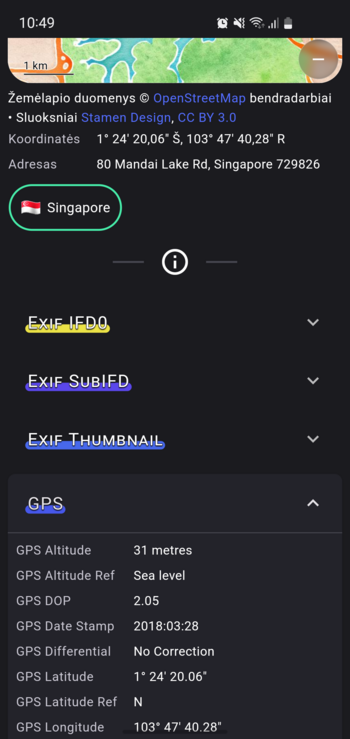 10:49
1 km
Žemėlapio duomenys © OpenStreetMap bendradarbiai
• Sluoksniai Stamen Design, CC BY 3.0
Koordinatės 1° 24' 20,06" Š, 103° 47' 40,28" R
Adresas 80 Mandai Lake Rd, Singapore 729826
Singapore
Exif IFD0
Exif SubIFD
Exif Thumbnail
GPS
GPS Altitude 31 metres
GPS Altitude Ref Sea level
GPS DOP 2.05
GPS Date Stamp 2018:03:28
GPS Differential No Correction
GPS Latitude 1° 24' 20.06"
GPS Latitude Ref N
GPS Longitude 103° 47' 40.28"